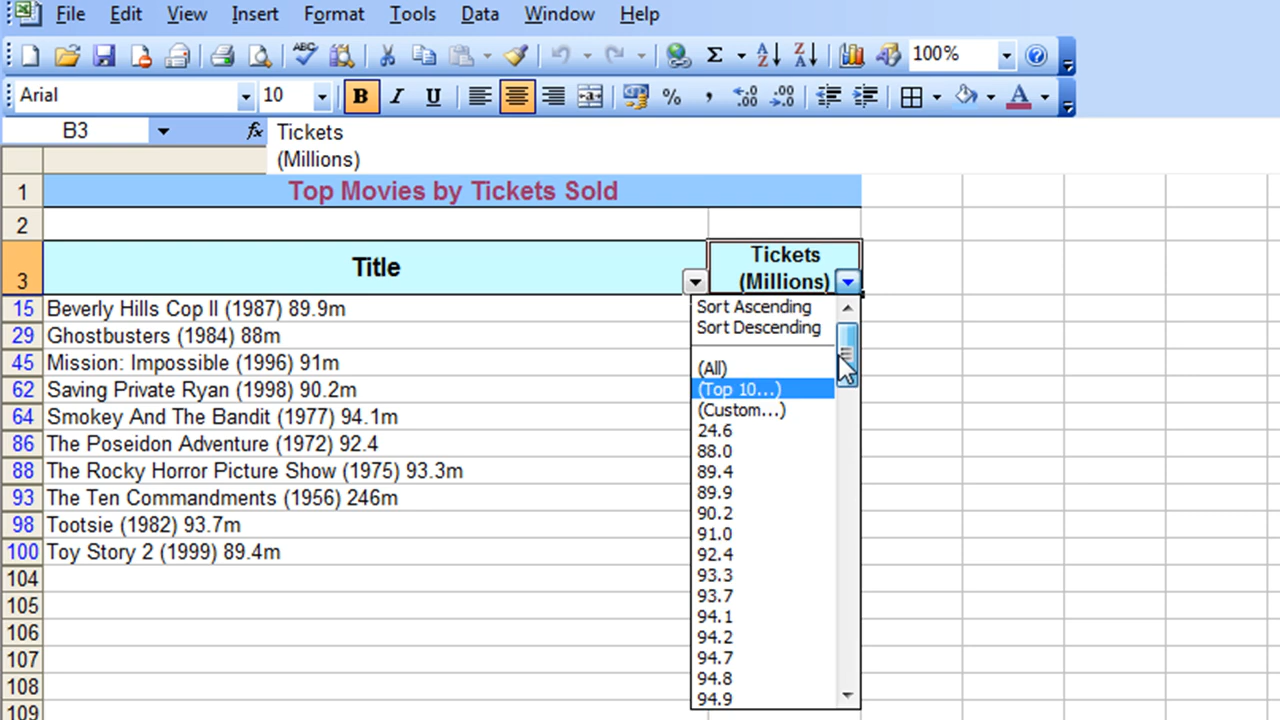 File Edit View Insert Format Tools Data Window Help
ABC Σ A Z Z A 100% ?
Arial 10 B I U % , .00 .00 A
B3 fx Tickets
(Millions)
1 Top Movies by Tickets Sold
2
3 Title Tickets
(Millions)
15 Beverly Hills Cop II (1987) 89.9m
29 Ghostbusters (1984) 88m
45 Mission: Impossible (1996) 91m
62 Saving Private Ryan (1998) 90.2m
64 Smokey And The Bandit (1977) 94.1m
86 The Poseidon Adventure (1972) 92.4
88 The Rocky Horror Picture Show (1975) 93.3m
93 The Ten Commandments (1956) 246m
98 Tootsie (1982) 93.7m
100 Toy Story 2 (1999) 89.4m
104
105
106
107
108
109
Sort Ascending
Sort Descending
(All)
(Top 10...)
(Custom...)
24.6
88.0
89.4
89.9
90.2
91.0
92.4
93.3
93.7
94.1
94.2
94.7
94.8
94.9